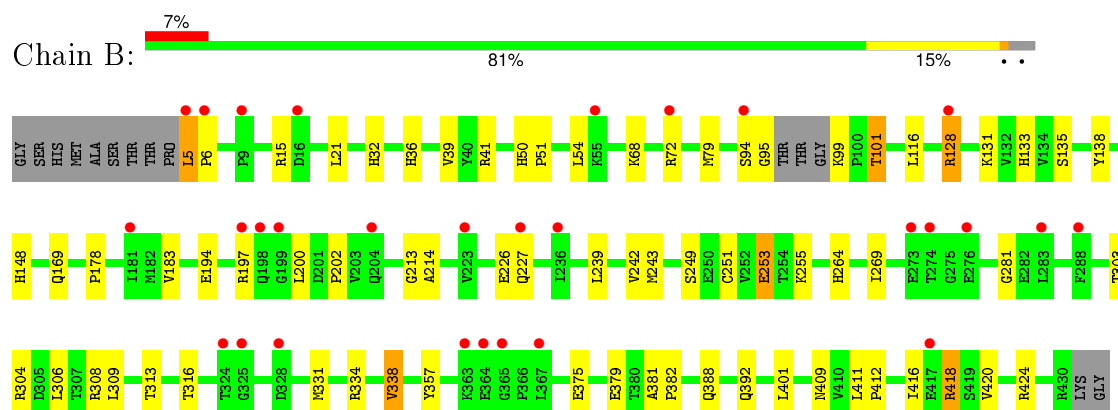 7%
Chain B:
81% 15% • •
GLY SER HIS MET ALA SER THR THR PRO L5 P6 P9 D16 R15 L21 H32 H36 V39 Y40 R41 H50 P51 L54 K55 K68 R72 M79 S94 G95 THR THR GLY K99 P100 T101 L116 R128 K131 V132 H133 V134 S135 Y138
H148 Q169 P178 I181 M182 V183 E194 R197 Q198 G199 L200 D201 P202 V203 Q204 G213 A214 V223 E226 Q227 I236 L239 V242 M243 S249 E250 C251 V252 E253 T254 K255 H264 I269 E273 T274 G275 E276 G281 E282 L283 F288 T303
R304 D305 L306 T307 R308 L309 T313 T316 T324 G325 D328 M331 R334 V338 Y357 K363 E364 G365 P366 L367 E375 E379 T380 A381 P382 Q388 Q392 L401 N409 V410 L411 P412 I416 E417 R418 S419 V420 R424 R430 LYS GLY